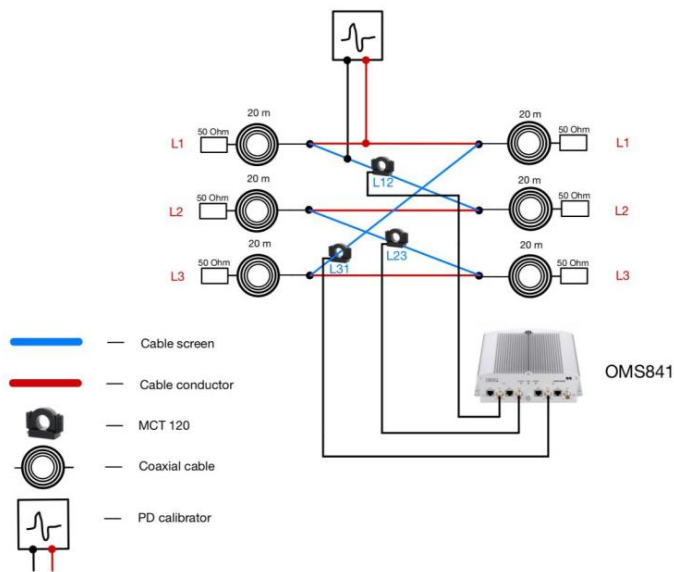 20 m
20 m
50 Ohm
50 Ohm
L1
L1
20 m
L12
20 m
50 Ohm
50 Ohm
L2
L2
20 m
20 m
50 Ohm
L23
50 Ohm
L3
L31
L3
OMS841
— Cable screen
— Cable conductor
— MCT 120
— Coaxial cable
— PD calibrator